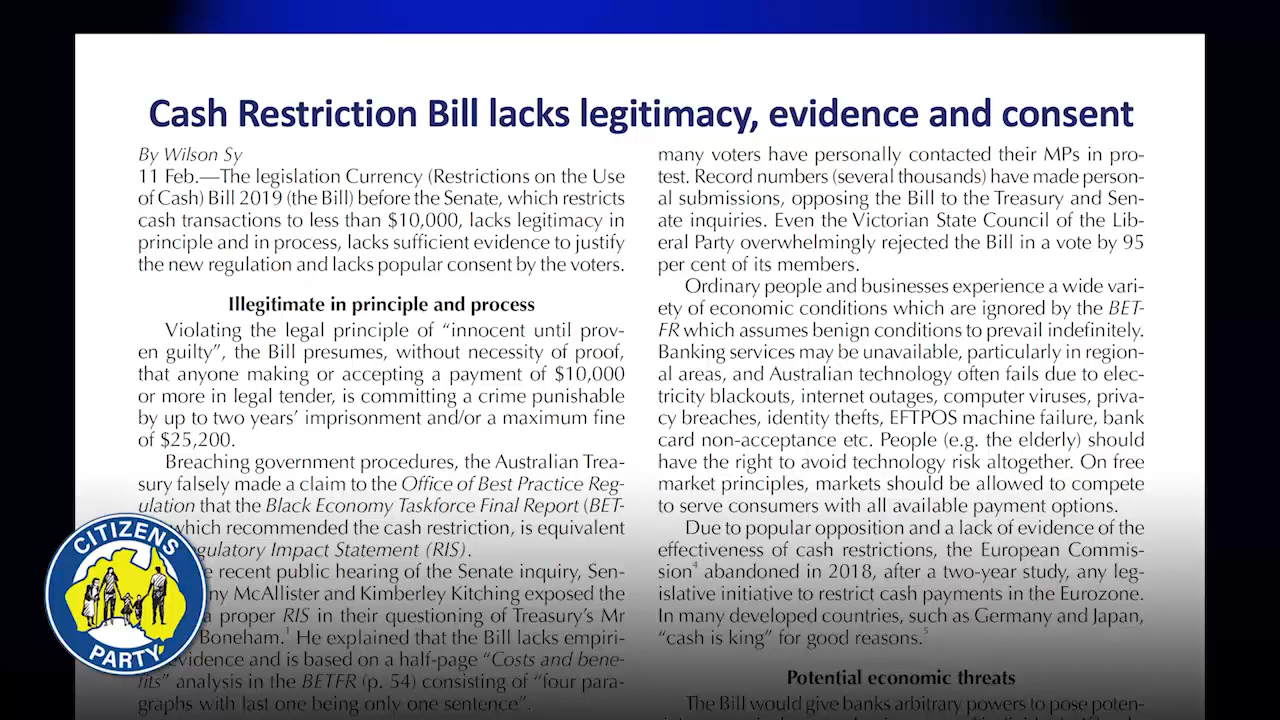 Cash Restriction Bill lacks legitimacy, evidence and consent
By Wilson Sy
11 Feb.—The legislation Currency (Restrictions on the Use
of Cash) Bill 2019 (the Bill) before the Senate, which restricts
cash transactions to less than $10,000, lacks legitimacy in
principle and in process, lacks sufficient evidence to justify
the new regulation and lacks popular consent by the voters.
Illegitimate in principle and process
Violating the legal principle of “innocent until prov-
en guilty”, the Bill presumes, without necessity of proof,
that anyone making or accepting a payment of $10,000
or more in legal tender, is committing a crime punishable
by up to two years’ imprisonment and/or a maximum fine
of $25,200.
Breaching government procedures, the Australian Trea-
sury falsely made a claim to the Office of Best Practice Reg-
ulation that the Black Economy Taskforce Final Report (BET-
which recommended the cash restriction, is equivalent
gulatory Impact Statement (RIS).
e recent public hearing of the Senate inquiry, Sen-
ny McAllister and Kimberley Kitching exposed the
a proper RIS in their questioning of Treasury’s Mr
Boneham.1 He explained that the Bill lacks empiri-
evidence and is based on a half-page “Costs and bene-
fits” analysis in the BETFR (p. 54) consisting of “four para-
graphs with last one being only one sentence”.
many voters have personally contacted their MPs in pro-
test. Record numbers (several thousands) have made person-
al submissions, opposing the Bill to the Treasury and Sen-
ate inquiries. Even the Victorian State Council of the Lib-
eral Party overwhelmingly rejected the Bill in a vote by 95
per cent of its members.
Ordinary people and businesses experience a wide vari-
ety of economic conditions which are ignored by the BET-
FR which assumes benign conditions to prevail indefinitely.
Banking services may be unavailable, particularly in region-
al areas, and Australian technology often fails due to elec-
tricity blackouts, internet outages, computer viruses, priva-
cy breaches, identity thefts, EFTPOS machine failure, bank
card non-acceptance etc. People (e.g. the elderly) should
have the right to avoid technology risk altogether. On free
market principles, markets should be allowed to compete
to serve consumers with all available payment options.
Due to popular opposition and a lack of evidence of the
effectiveness of cash restrictions, the European Commis-
sion4 abandoned in 2018, after a two-year study, any leg-
islative initiative to restrict cash payments in the Eurozone.
In many developed countries, such as Germany and Japan,
“cash is king” for good reasons.5
Potential economic threats
The Bill would give banks arbitrary powers to pose poten-
CITIZENS
PARTY